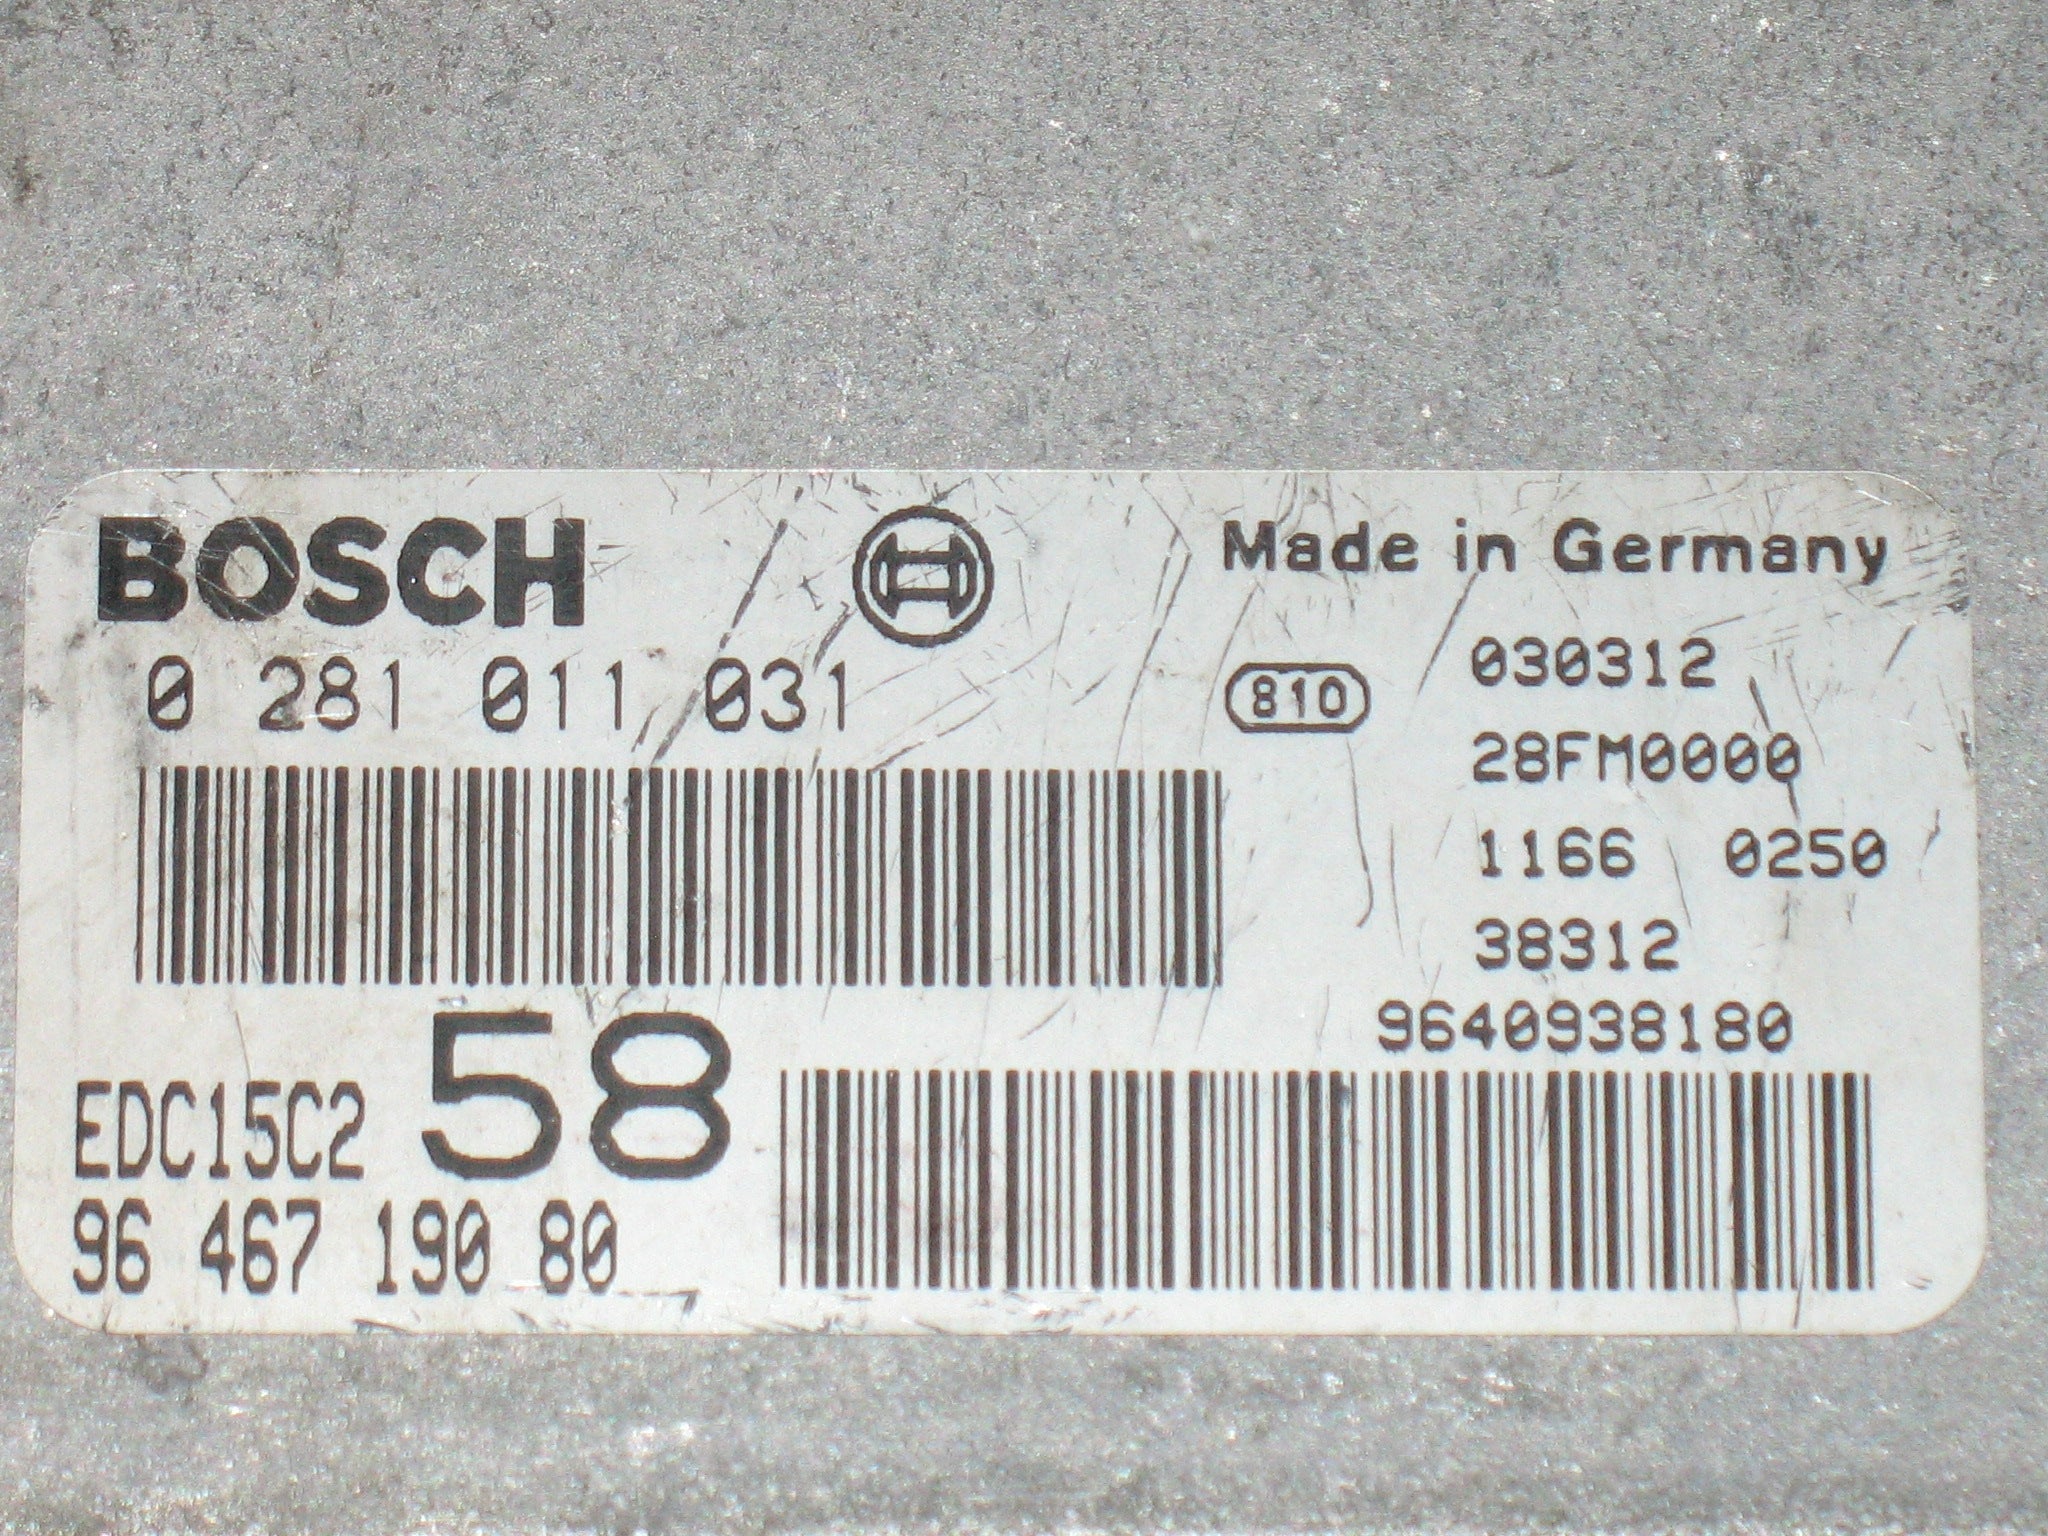 BOSCH
Made in Germany
0 281 011 031
810
030312
28FM0000
1166 0250
38312
9640938180
EDC15C2 58
96 467 190 80